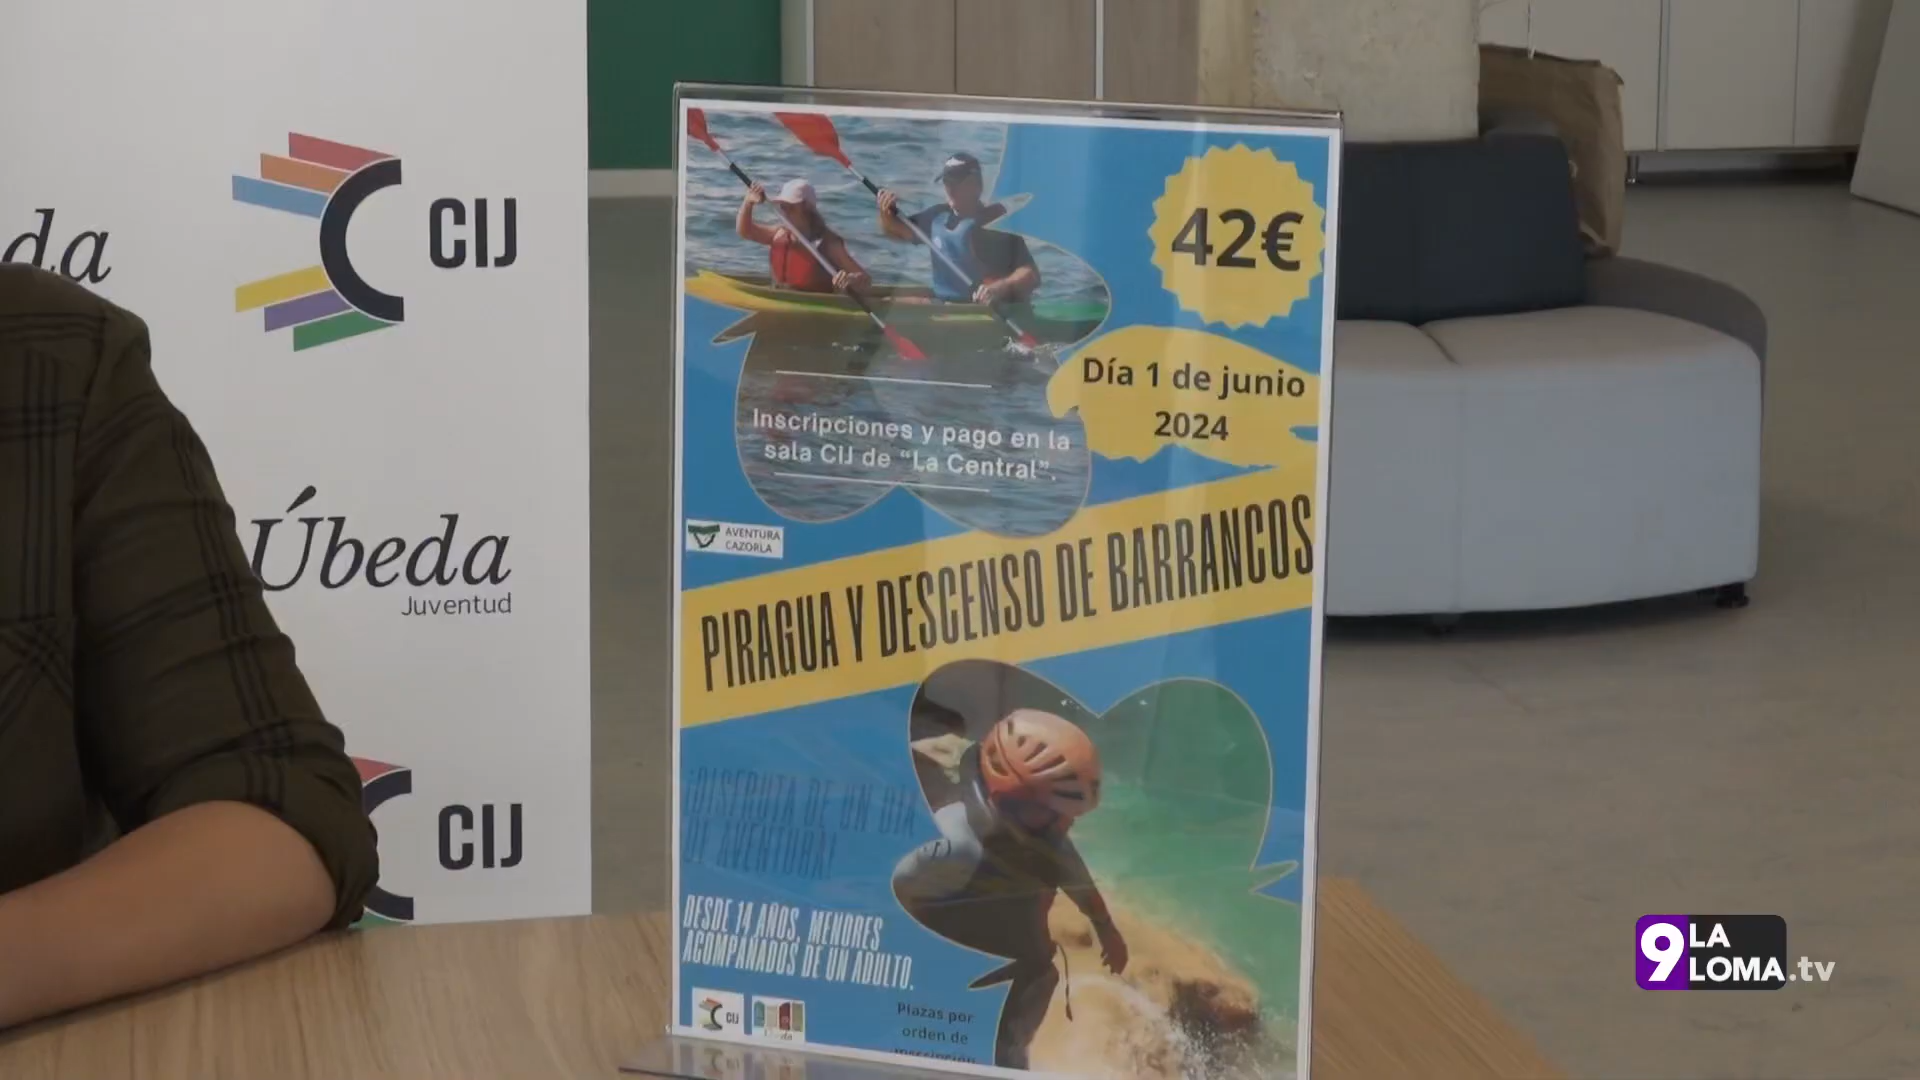 da
CIJ
Úbeda
Juventud
CIJ
42€
Día 1 de junio
2024
Inscripciones y pago en la
sala CIJ de “La Central”.
AVENTURA
CAZORLA
PIRAGUA Y DESCENSO DE BARRANCOS
¡DISFRUTA DE UN DÍA
DE AVENTURA!
DESDE 14 AÑOS, MENORES
ACOMPAÑADOS DE UN ADULTO.
CIJ
Plazas por
orden de
inscripción
9 LA
LOMA.tv